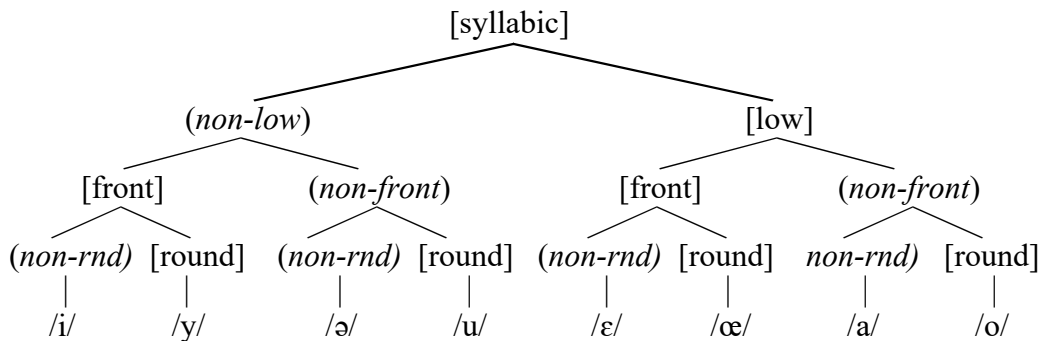 [syllabic]
(non-low) [low]
[front] (non-front) [front] (non-front)
(non-rnd) [round] (non-rnd) [round] (non-rnd) [round] non-rnd) [round]
/i/ /y/ /ə/ /u/ /ɛ/ /œ/ /a/ /o/